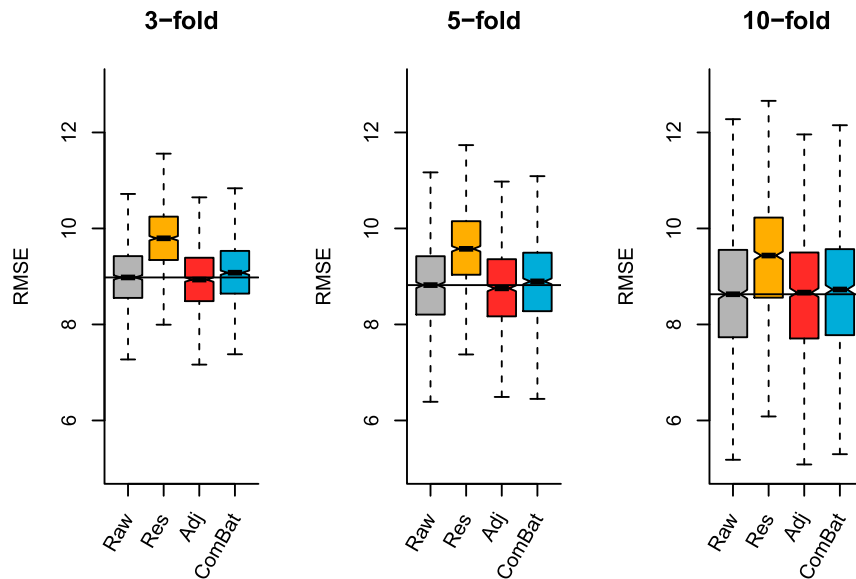 3−fold
RMSE
6
8
10
12
Raw
Res
Adj
ComBat
5−fold
RMSE
6
8
10
12
Raw
Res
Adj
ComBat
10−fold
RMSE
6
8
10
12
Raw
Res
Adj
ComBat